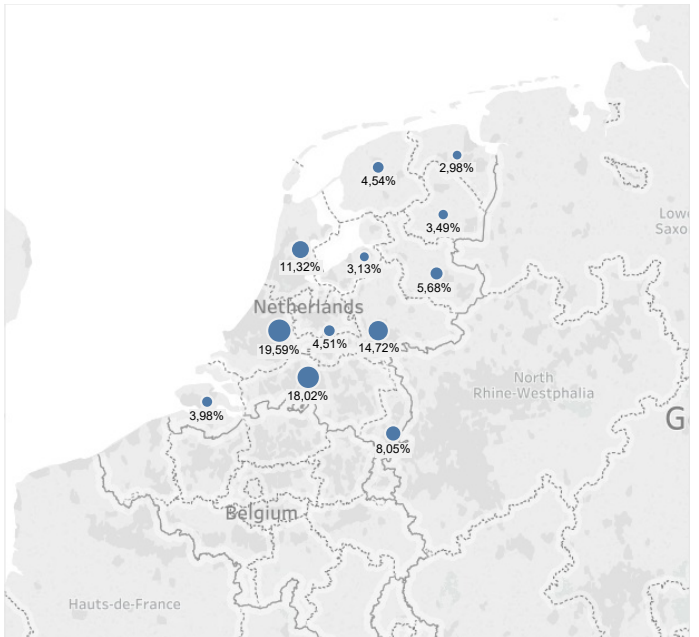 2,98%
4,54%
Lowe
Saxo
3,49%
11,32%
3,13%
5,68%
Netherlands
19,59%
4,51%
14,72%
North
Rhine-Westphalia
18,02%
3,98%
G
8,05%
Belgium
Hauts-de-France